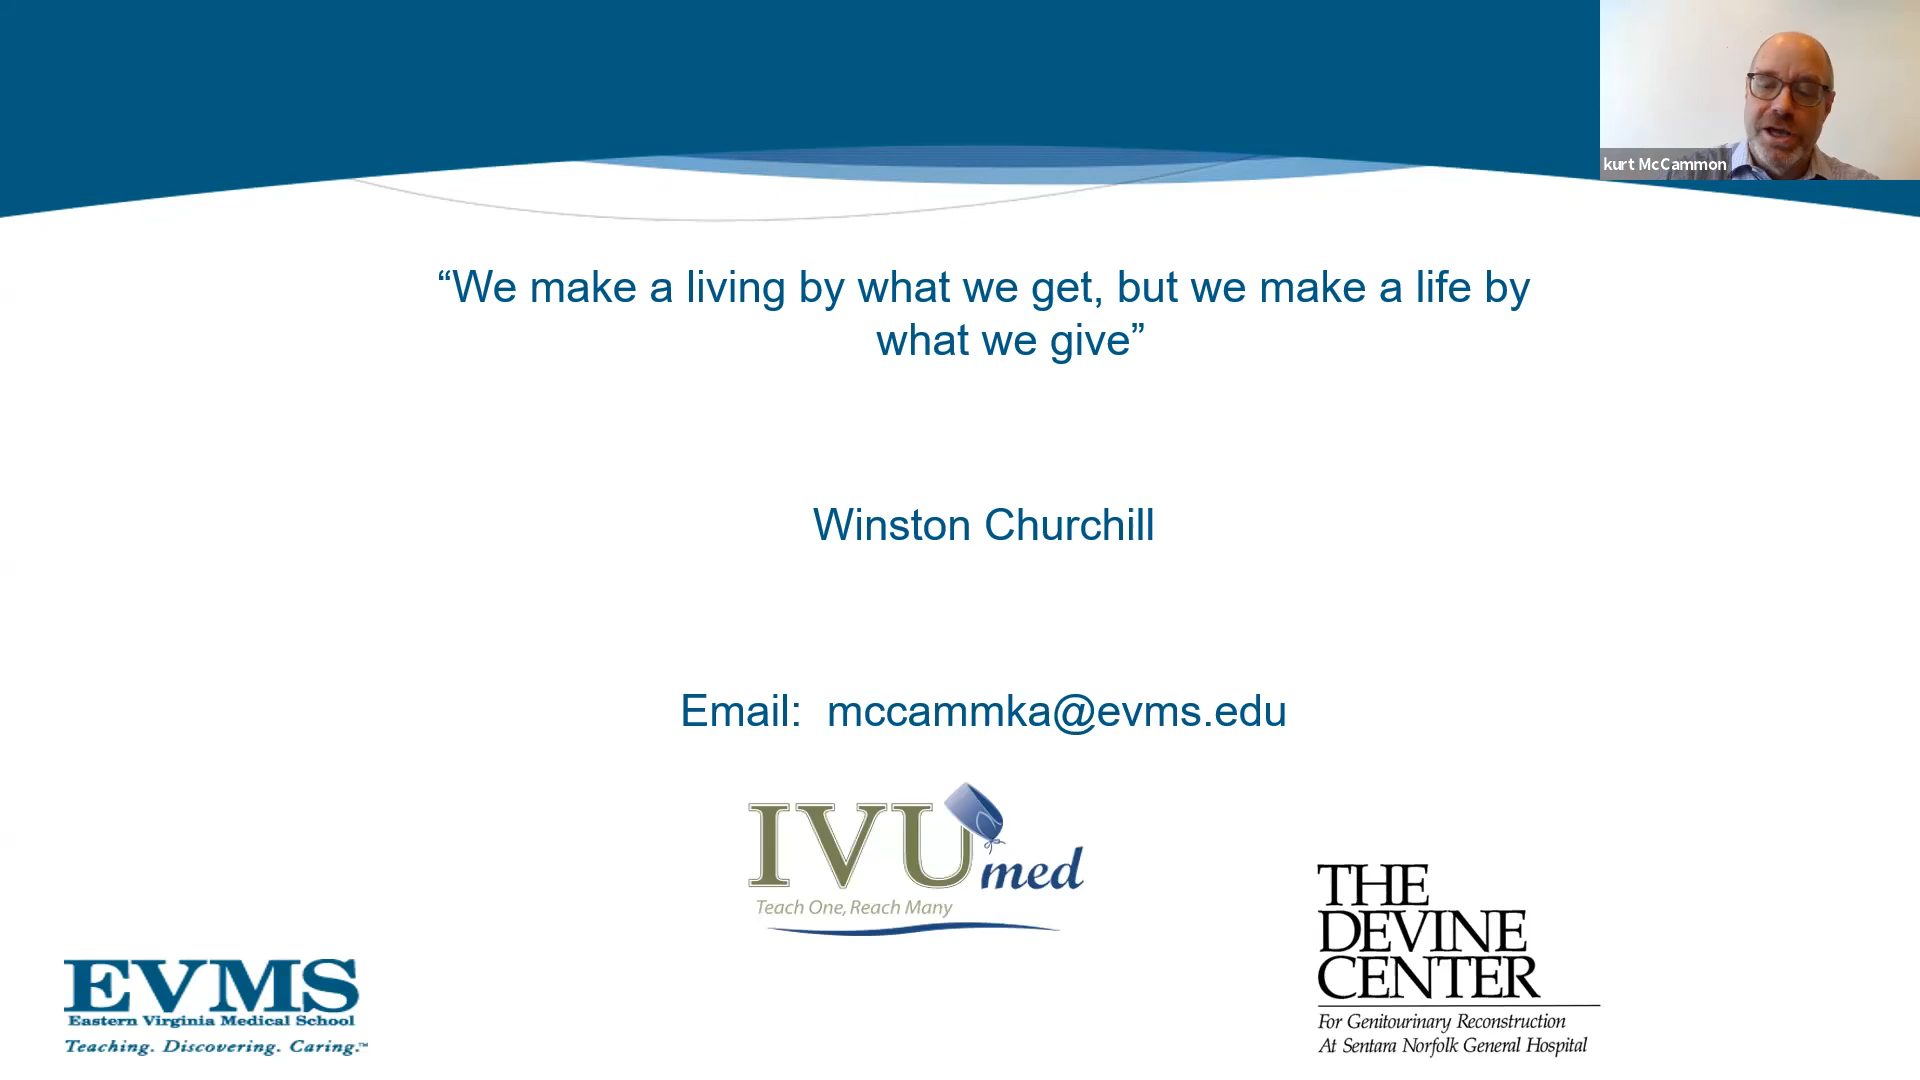 kurt McCammon
“We make a living by what we get, but we make a life by
what we give”
Winston Churchill
Email:  mccammka@evms.edu
IVUmed
Teach One, Reach Many
THE
DEVINE
CENTER
For Genitourinary Reconstruction
At Sentara Norfolk General Hospital
EVMS
Eastern Virginia Medical School
Teaching. Discovering. Caring.™